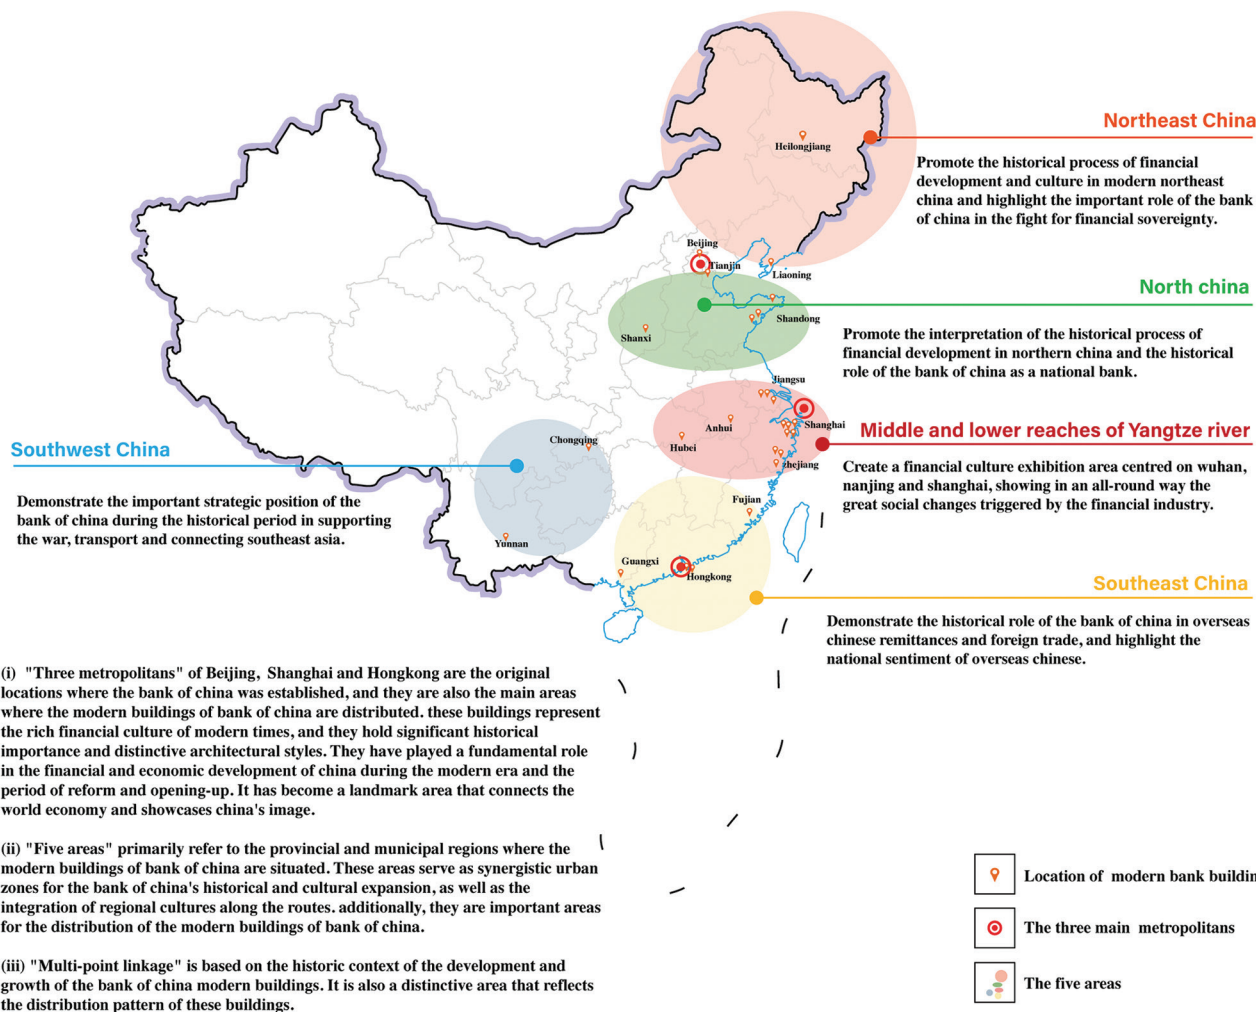 Northeast China
Heilongjiang
Promote the historical process of financial
development and culture in modern northeast
china and highlight the important role of the bank
of china in the fight for financial sovereignty.
Beijing
Tianjin
Liaoning
North china
Shandong
Shanxi
Promote the interpretation of the historical process of
financial development in northern china and the historical
role of the bank of china as a national bank.
Jiangsu
Anhui
Shanghai
Hubei
zhejiang
Middle and lower reaches of Yangtze river
Create a financial culture exhibition area centred on wuhan,
nanjing and shanghai, showing in an all-round way the
great social changes triggered by the financial industry.
Southwest China
Chongqing
Demonstrate the important strategic position of the
bank of china during the historical period in supporting
the war, transport and connecting southeast asia.
Yunnan
Fujian
Guangxi
Hongkong
Southeast China
Demonstrate the historical role of the bank of china in overseas
chinese remittances and foreign trade, and highlight the
national sentiment of overseas chinese.
(i) "Three metropolitans" of Beijing, Shanghai and Hongkong are the original
locations where the bank of china was established, and they are also the main areas
where the modern buildings of bank of china are distributed. these buildings represent
the rich financial culture of modern times, and they hold significant historical
importance and distinctive architectural styles. They have played a fundamental role
in the financial and economic development of china during the modern era and the
period of reform and opening-up. It has become a landmark area that connects the
world economy and showcases china's image.
(ii) "Five areas" primarily refer to the provincial and municipal regions where the
modern buildings of bank of china are situated. These areas serve as synergistic urban
zones for the bank of china's historical and cultural expansion, as well as the
integration of regional cultures along the routes. additionally, they are important areas
for the distribution of the modern buildings of bank of china.
(iii) "Multi-point linkage" is based on the historic context of the development and
growth of the bank of china modern buildings. It is also a distinctive area that reflects
the distribution pattern of these buildings.
Location of modern bank buildin
The three main metropolitans
The five areas